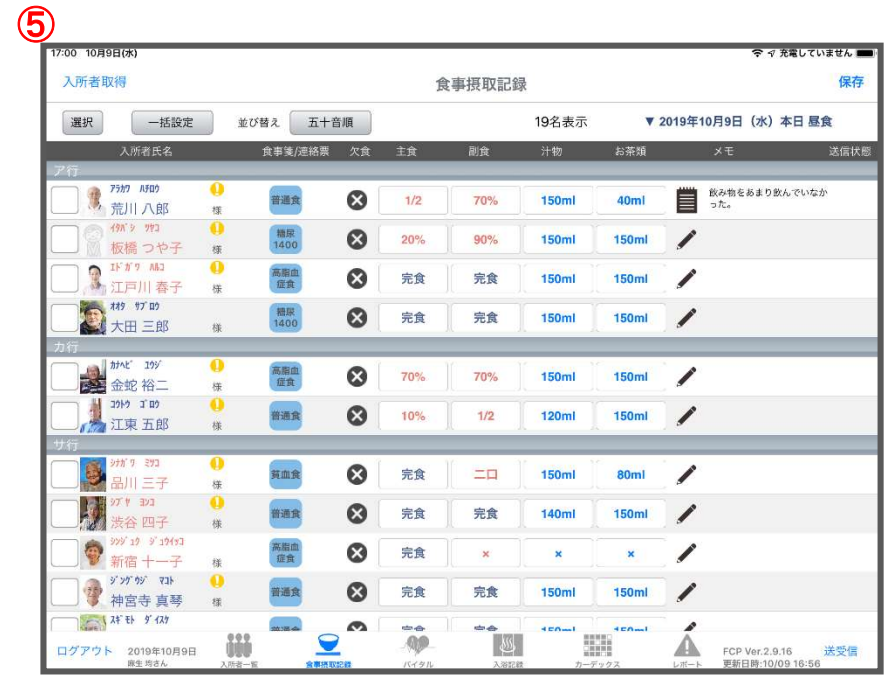 ⑤
17:00 10月9日(水) 充電していません
入所者取得 食事摂取記録 保存
選択 一括設定 並び替え 五十音順 19名表示 ▼ 2019年10月9日（水）本日 昼食
入所者氏名 食事箋/連絡票 欠食 主食 副食 汁物 お茶類 メモ 送信状態
ア行
アラカワ ハチロウ
荒川 八郎 様 普通食 1/2 70% 150ml 40ml 飲み物をあまり飲んでいなか
った。
イタバシ ツヤコ
板橋 つや子 様 糖尿
1400 20% 90% 150ml 150ml
エドガワ ハルコ
江戸川 春子 様 高脂血
症食 完食 完食 150ml 150ml
オオタ サブロウ
大田 三郎 様 糖尿
1400 完食 完食 150ml 150ml
カ行
カナヘビ ユウジ
金蛇 裕二 様 高脂血
症食 70% 70% 150ml 150ml
コウトウ ゴロウ
江東 五郎 様 普通食 10% 1/2 120ml 150ml
サ行
シナガワ ミツコ
品川 三子 様 貧血食 完食 二口 150ml 80ml
シブヤ ヨンコ
渋谷 四子 様 普通食 完食 完食 140ml 150ml
シンジュク ジュウイチコ
新宿 十一子 様 高脂血
症食 完食 × × ×
ジングウジ マコト
神宮寺 真琴 様 普通食 完食 完食 150ml 150ml
スギモト ダイスケ
普通食 完食 完食 150ml 150ml
ログアウト 2019年10月9日
麻生 均さん 入所者一覧 食事摂取記録 バイタル 入浴記録 カーデックス レポート FCP Ver.2.9.16
更新日時:10/09 16:56 送受信